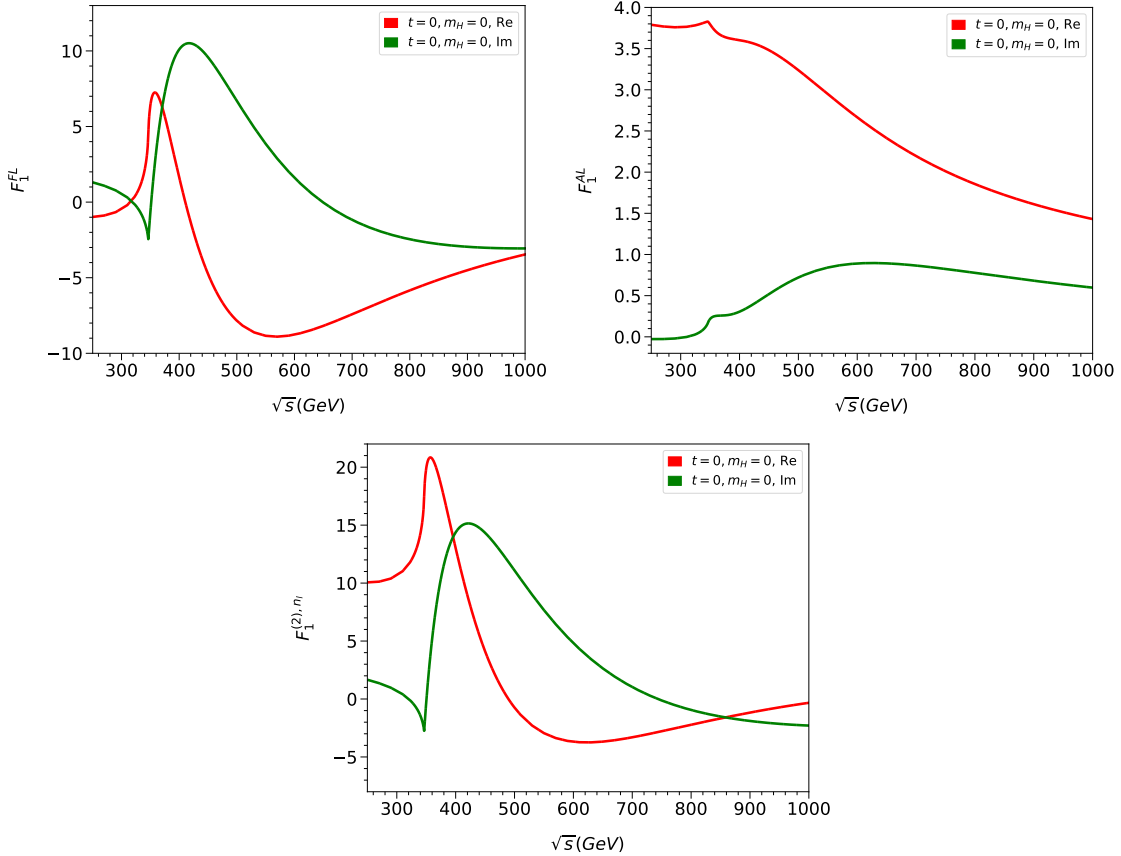 t = 0, m_H = 0, Re
t = 0, m_H = 0, Im
10
5
0
−5
−10
F_1^{FL}
300 400 500 600 700 800 900 1000
√s(GeV)
t = 0, m_H = 0, Re
t = 0, m_H = 0, Im
4.0
3.5
3.0
2.5
2.0
1.5
1.0
0.5
0.0
F_1^{AL}
300 400 500 600 700 800 900 1000
√s(GeV)
t = 0, m_H = 0, Re
t = 0, m_H = 0, Im
20
15
10
5
0
−5
F_1^{(2), n_l}
300 400 500 600 700 800 900 1000
√s(GeV)